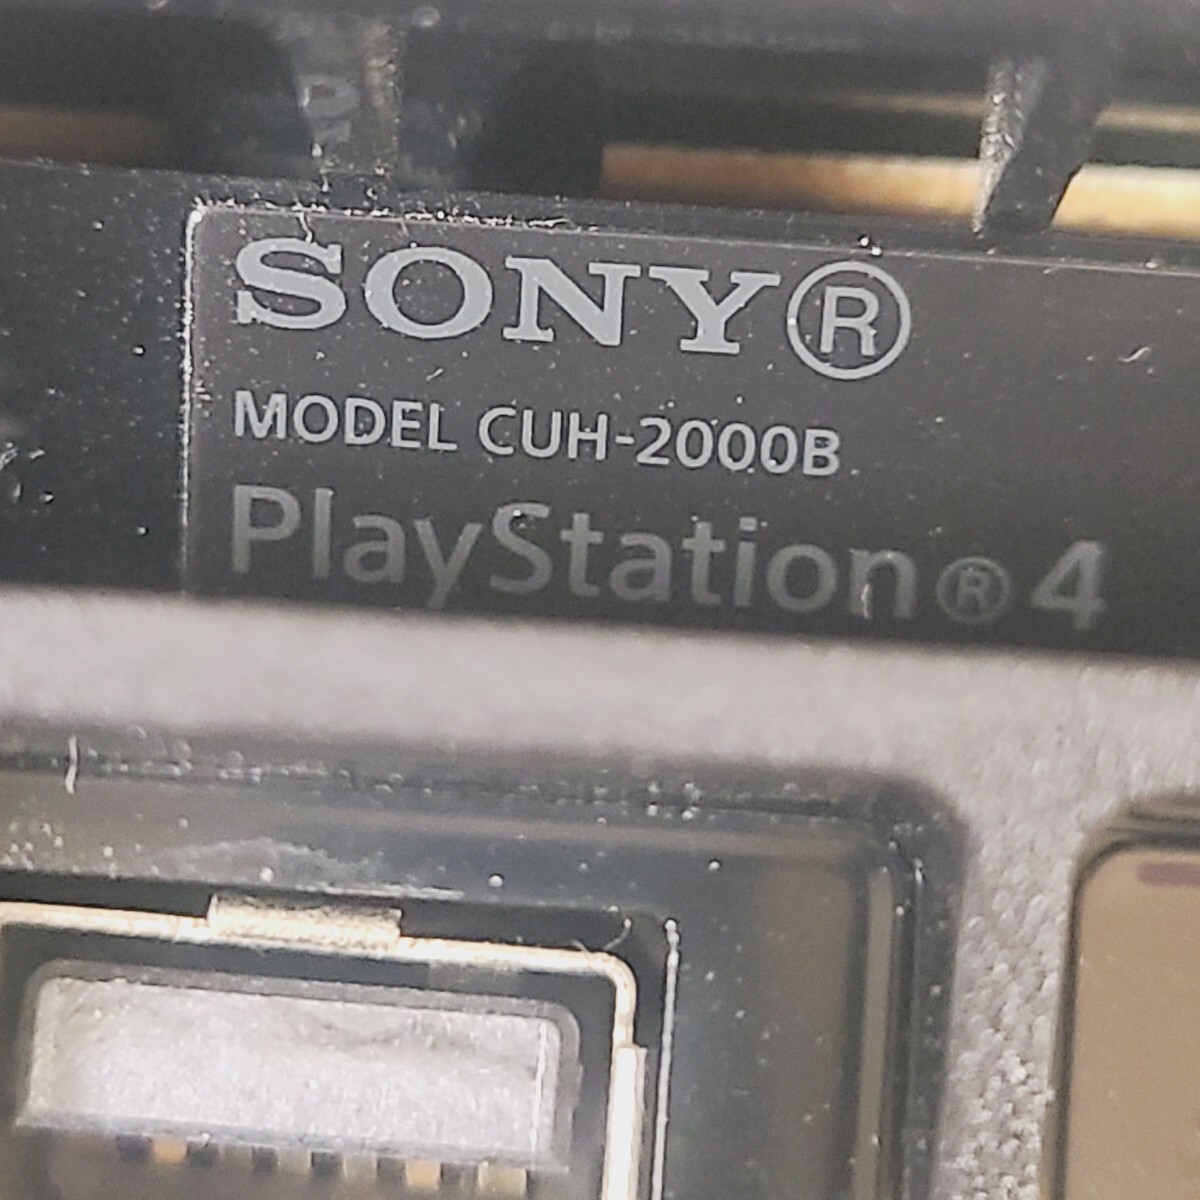 SONY®
MODEL CUH-2000B
PlayStation®4